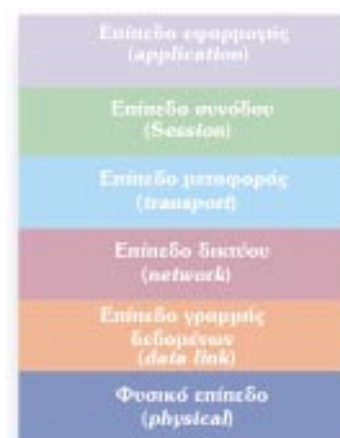 Επίπεδο εφαρμογής
(application)
Επίπεδο συνόδου
(Session)
Επίπεδο μεταφοράς
(transport)
Επίπεδο δικτύου
(network)
Επίπεδο γραμμής
δεδομένων
(data link)
Φυσικό επίπεδο
(physical)